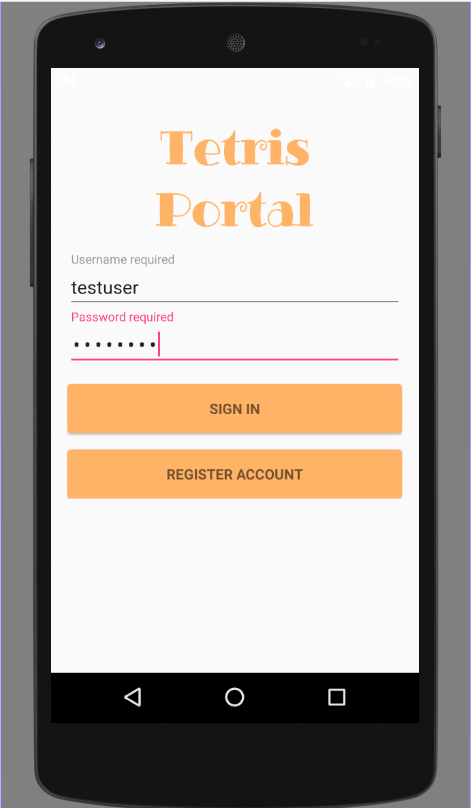 Tetris
Portal
Username required
testuser
Password required
••••••••
SIGN IN
REGISTER ACCOUNT